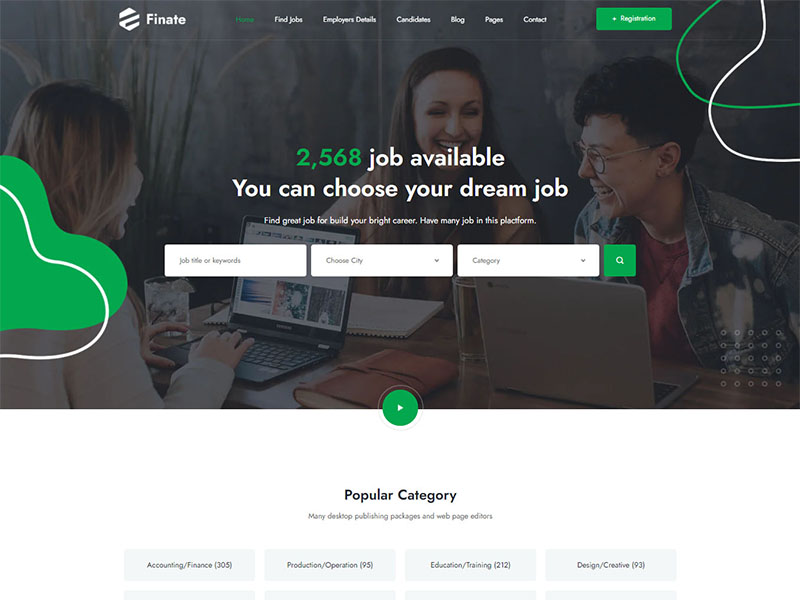 Finate
Home Find Jobs Employers Details Candidates Blog Pages Contact + Registration
2,568 job available
You can choose your dream job
Find great job for build your bright career. Have many job in this plactform.
Job title or keywords Choose City Category
Popular Category
Many desktop publishing packages and web page editors
Accounting/Finance (305) Production/Operation (95) Education/Training (212) Design/Creative (93)